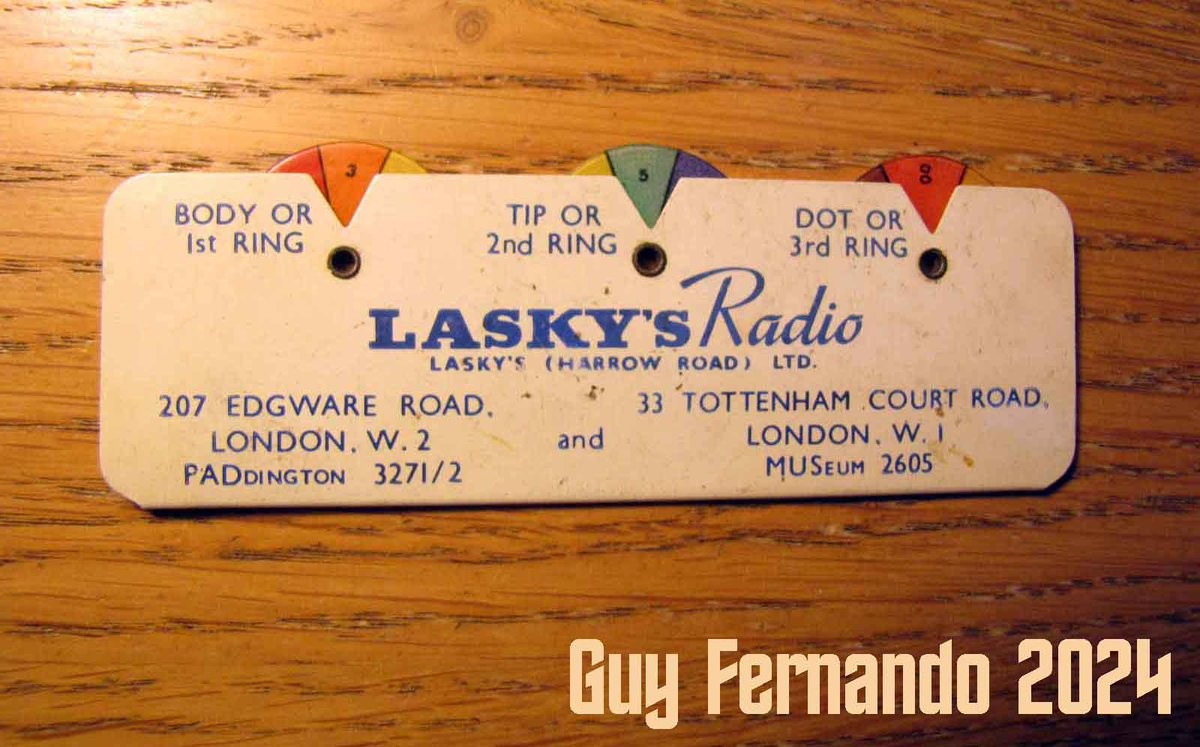 3
5
00
BODY OR
1st RING
TIP OR
2nd RING
DOT OR
3rd RING
LASKY'S Radio
LASKY'S (HARROW ROAD) LTD.
207 EDGWARE ROAD,
LONDON. W. 2
PADDINGTON 3271/2
and
33 TOTTENHAM COURT ROAD,
LONDON. W. 1
MUSEUM 2605
Guy Fernando 2024